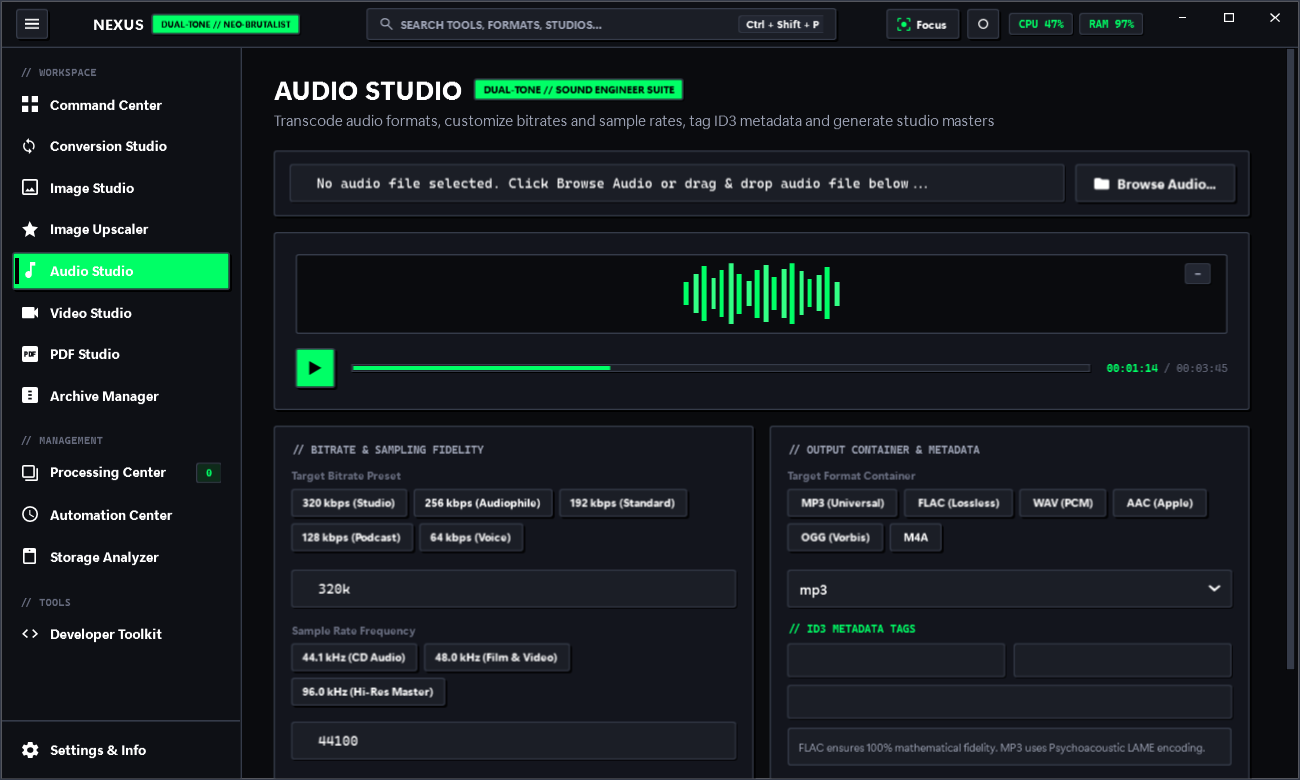 NEXUS DUAL-TONE // NEO-BRUTALIST SEARCH TOOLS, FORMATS, STUDIOS... Ctrl + Shift + P Focus CPU 47% RAM 97%
// WORKSPACE
Command Center
Conversion Studio
Image Studio
Image Upscaler
Audio Studio
Video Studio
PDF PDF Studio
Archive Manager
// MANAGEMENT
Processing Center 0
Automation Center
Storage Analyzer
// TOOLS
Developer Toolkit
Settings & Info
AUDIO STUDIO DUAL-TONE // SOUND ENGINEER SUITE
Transcode audio formats, customize bitrates and sample rates, tag ID3 metadata and generate studio masters
No audio file selected. Click Browse Audio or drag & drop audio file below... Browse Audio...
–
00:01:14 / 00:03:45
// BITRATE & SAMPLING FIDELITY
Target Bitrate Preset
320 kbps (Studio) 256 kbps (Audiophile) 192 kbps (Standard)
128 kbps (Podcast) 64 kbps (Voice)
320k
Sample Rate Frequency
44.1 kHz (CD Audio) 48.0 kHz (Film & Video)
96.0 kHz (Hi-Res Master)
44100
// OUTPUT CONTAINER & METADATA
Target Format Container
MP3 (Universal) FLAC (Lossless) WAV (PCM) AAC (Apple)
OGG (Vorbis) M4A
mp3
// ID3 METADATA TAGS
FLAC ensures 100% mathematical fidelity. MP3 uses Psychoacoustic LAME encoding.